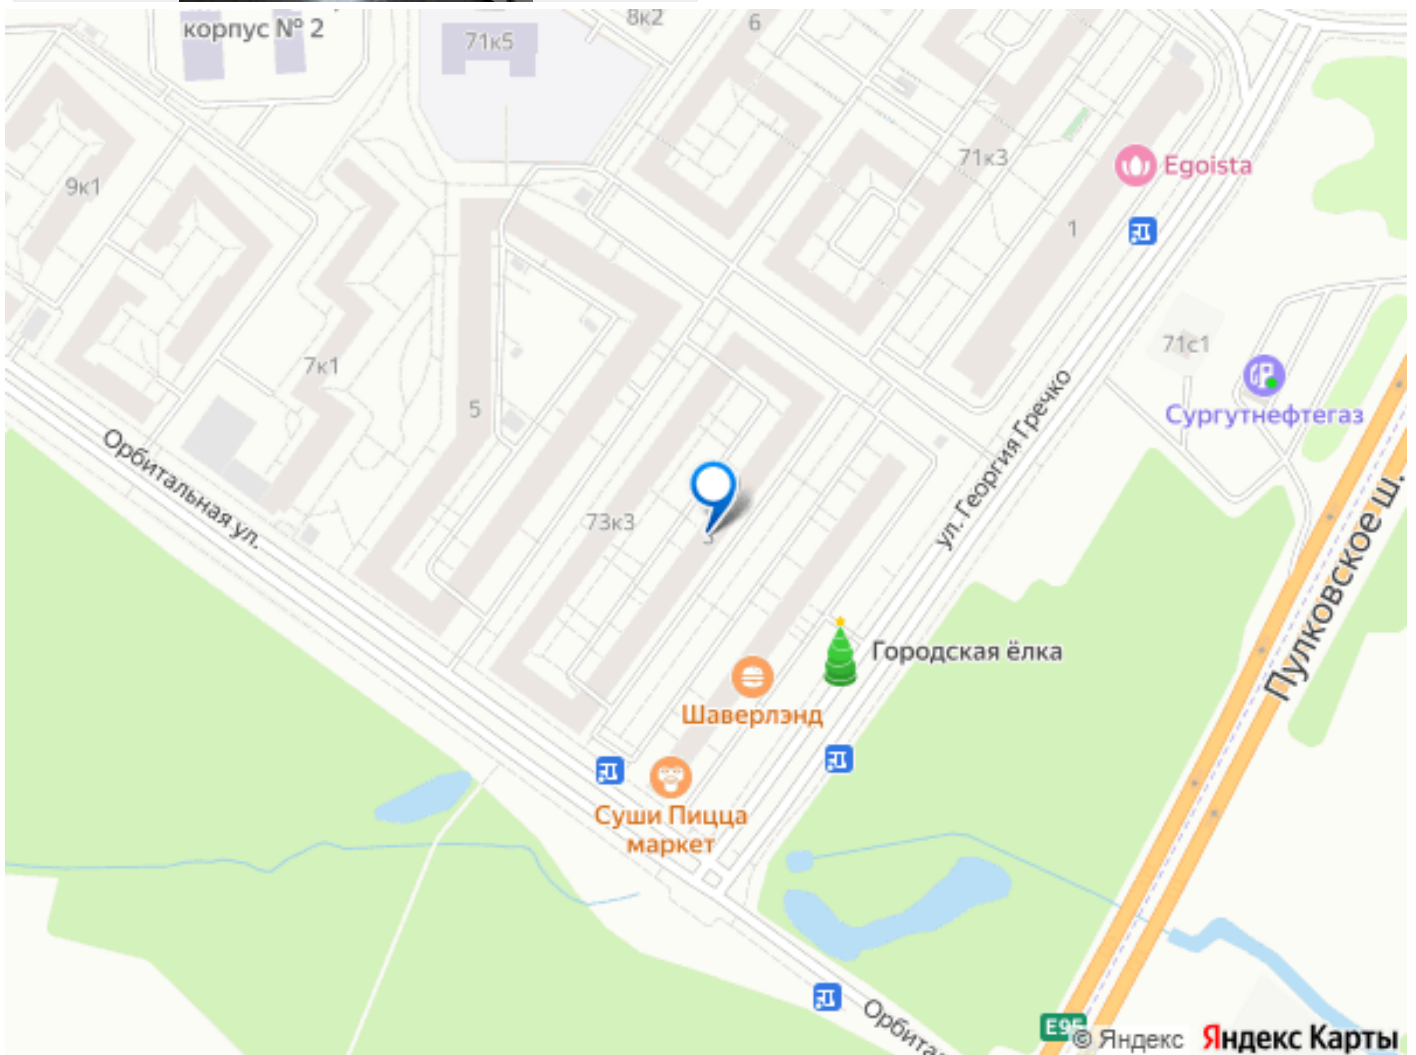 корпус № 2
71к5
8к2
6
9к1
71к3
Egoista
1
71с1
7к1
Сургутнефтегаз
5
ул. Георгия Гречко
Орбитальная ул.
Пулковское ш.
73к3
3
Городская ёлка
Шаверлэнд
Суши Пицца
маркет
Орбита
E95
© Яндекс
Яндекс Карты